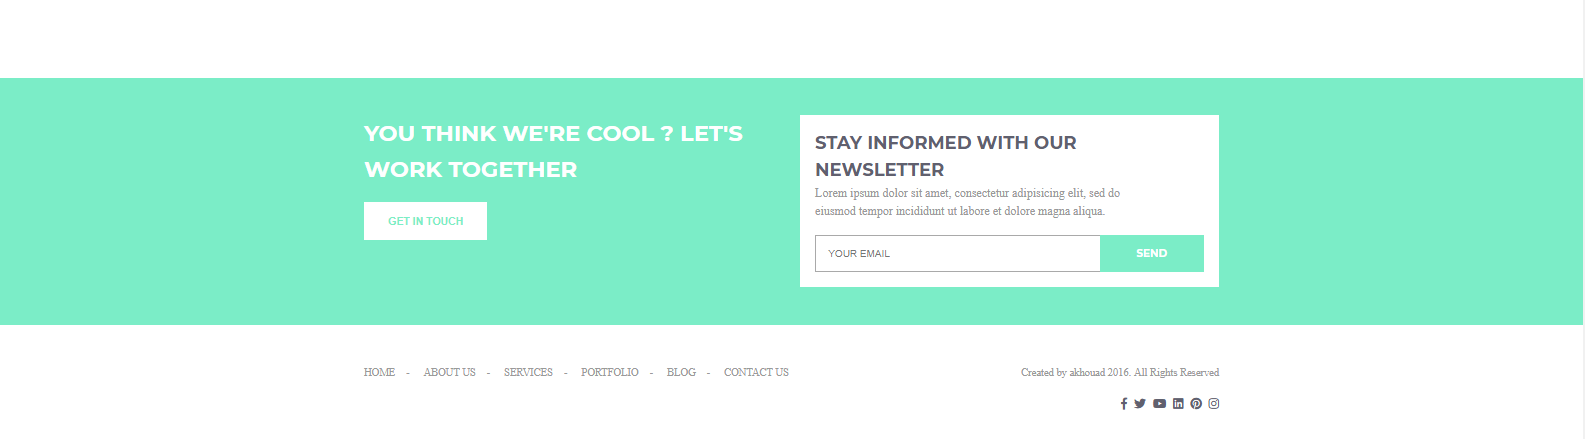 YOU THINK WE'RE COOL ? LET'S
WORK TOGETHER
GET IN TOUCH
STAY INFORMED WITH OUR
NEWSLETTER
Lorem ipsum dolor sit amet, consectetur adipisicing elit, sed do
eiusmod tempor incididunt ut labore et dolore magna aliqua.
YOUR EMAIL
SEND
HOME - ABOUT US - SERVICES - PORTFOLIO - BLOG - CONTACT US
Created by akhouad 2016. All Rights Reserved